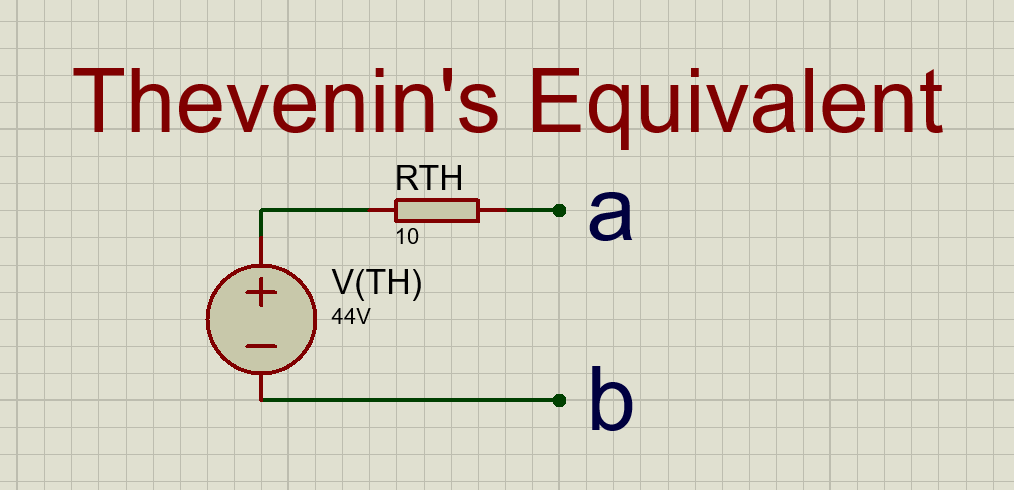 Thevenin's Equivalent
RTH
10
a
V(TH)
44V
b